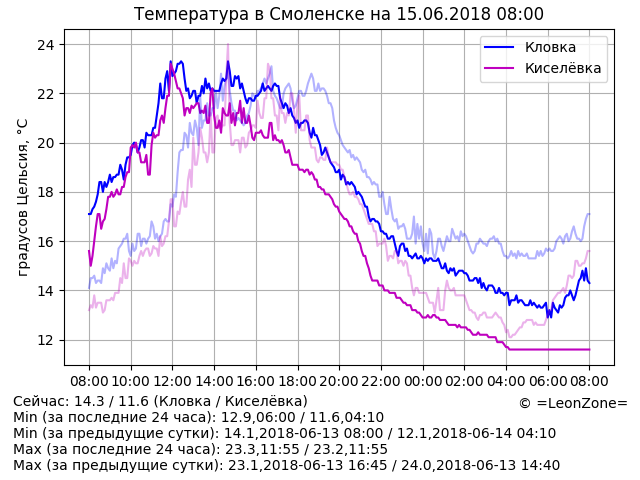 Температура в Смоленске на 15.06.2018 08:00
Кловка
Киселёвка
градусов Цельсия, °C
24
22
20
18
16
14
12
08:00 10:00 12:00 14:00 16:00 18:00 20:00 22:00 00:00 02:00 04:00 06:00 08:00
Сейчас: 14.3 / 11.6 (Кловка / Киселёвка)
© =LeonZone=
Min (за последние 24 часа): 12.9,06:00 / 11.6,04:10
Min (за предыдущие сутки): 14.1,2018-06-13 08:00 / 12.1,2018-06-14 04:10
Max (за последние 24 часа): 23.3,11:55 / 23.2,11:55
Max (за предыдущие сутки): 23.1,2018-06-13 16:45 / 24.0,2018-06-13 14:40